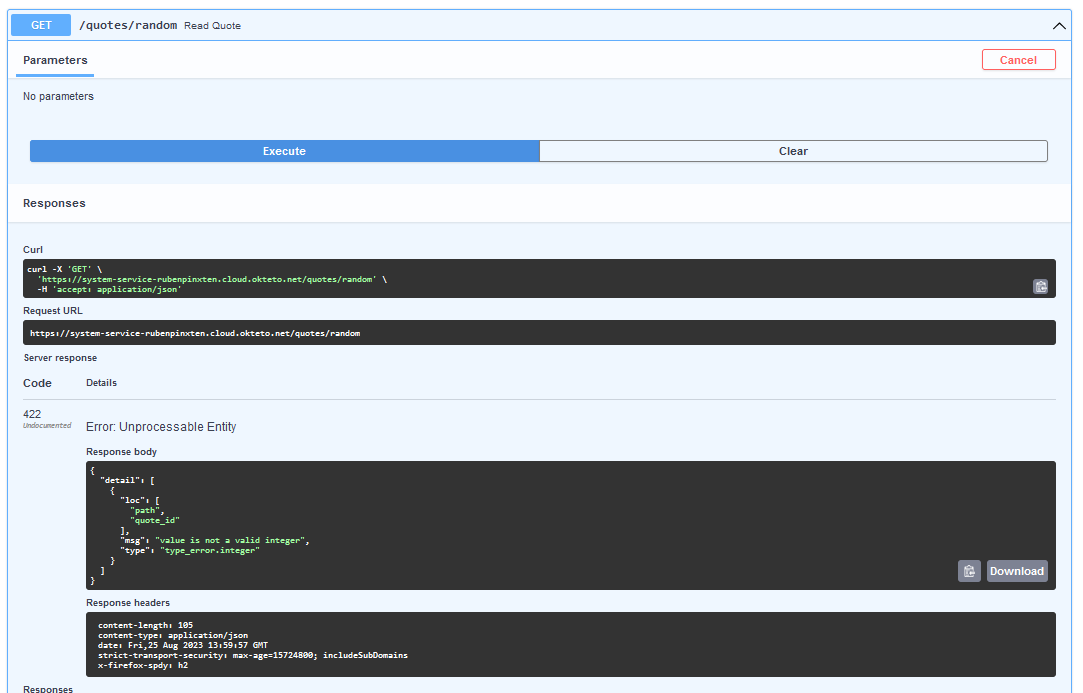 GET /quotes/random Read Quote
Parameters
Cancel
No parameters
Execute
Clear
Responses
Curl
curl -X 'GET' \
'https://system-service-rubenpinxten.cloud.okteto.net/quotes/random' \
-H 'accept: application/json'
Request URL
https://system-service-rubenpinxten.cloud.okteto.net/quotes/random
Server response
Code Details
422
Undocumented
Error: Unprocessable Entity
Response body
{
"detail": [
{
"loc": [
"path",
"quote_id"
],
"msg": "value is not a valid integer",
"type": "type_error.integer"
}
]
}
Download
Response headers
content-length: 105
content-type: application/json
date: Fri,25 Aug 2023 13:59:57 GMT
strict-transport-security: max-age=15724800; includeSubDomains
x-firefox-spdy: h2
Responses